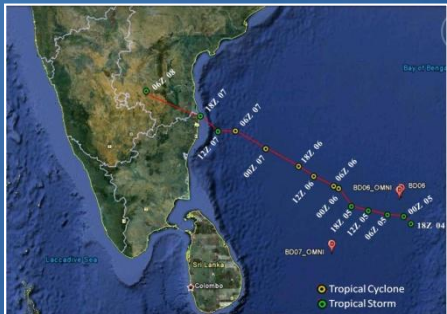 Bay of Beng
06Z 08
18Z 07
12Z 07
06Z 07
00Z 07
18Z 06
12Z 06
06Z 06
00Z 06
18Z 05
12Z 05
06Z 05
00Z 05
18Z 04
BD06_OMNI
BD06
BD07_OMNI
Laccadive Sea
Sri Lanka
Colombo
Tropical Cyclone
Tropical Storm